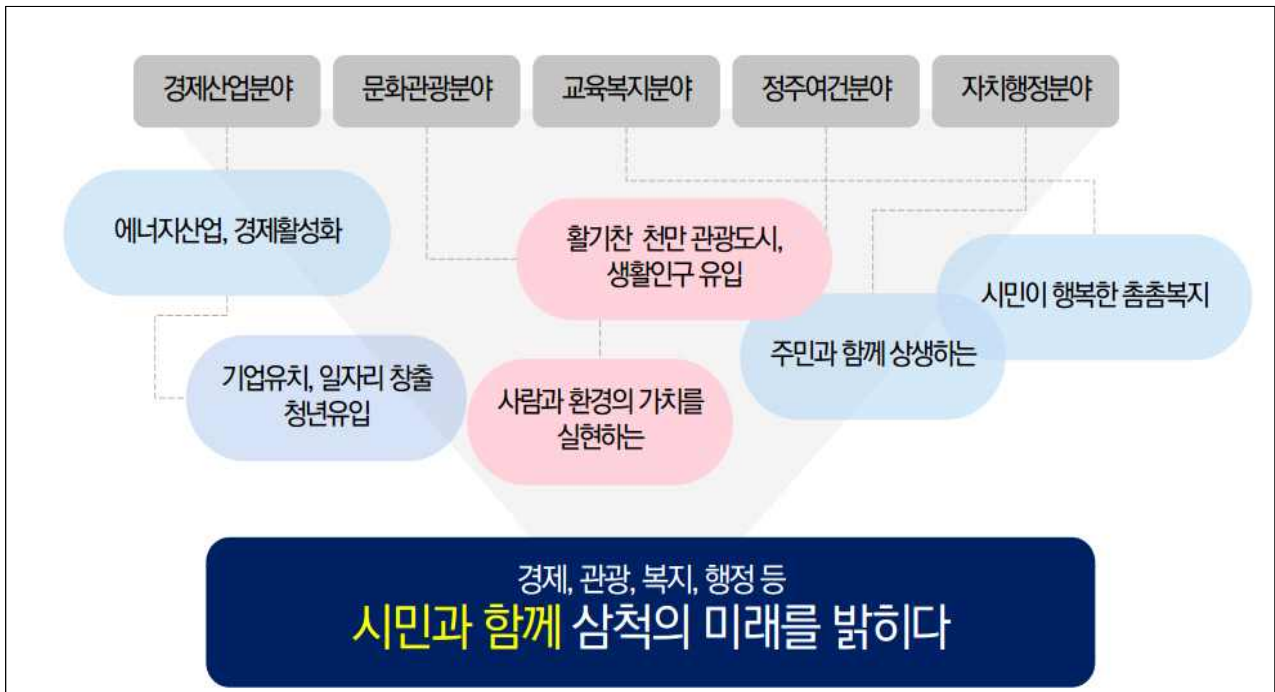 경제산업분야
문화관광분야
교육복지분야
정주여건분야
자치행정분야
에너지산업, 경제활성화
활기찬 천만 관광도시,
생활인구 유입
시민이 행복한 촘촘복지
주민과 함께 상생하는
기업유치, 일자리 창출
청년유입
사람과 환경의 가치를
실현하는
경제, 관광, 복지, 행정 등
시민과 함께 삼척의 미래를 밝히다